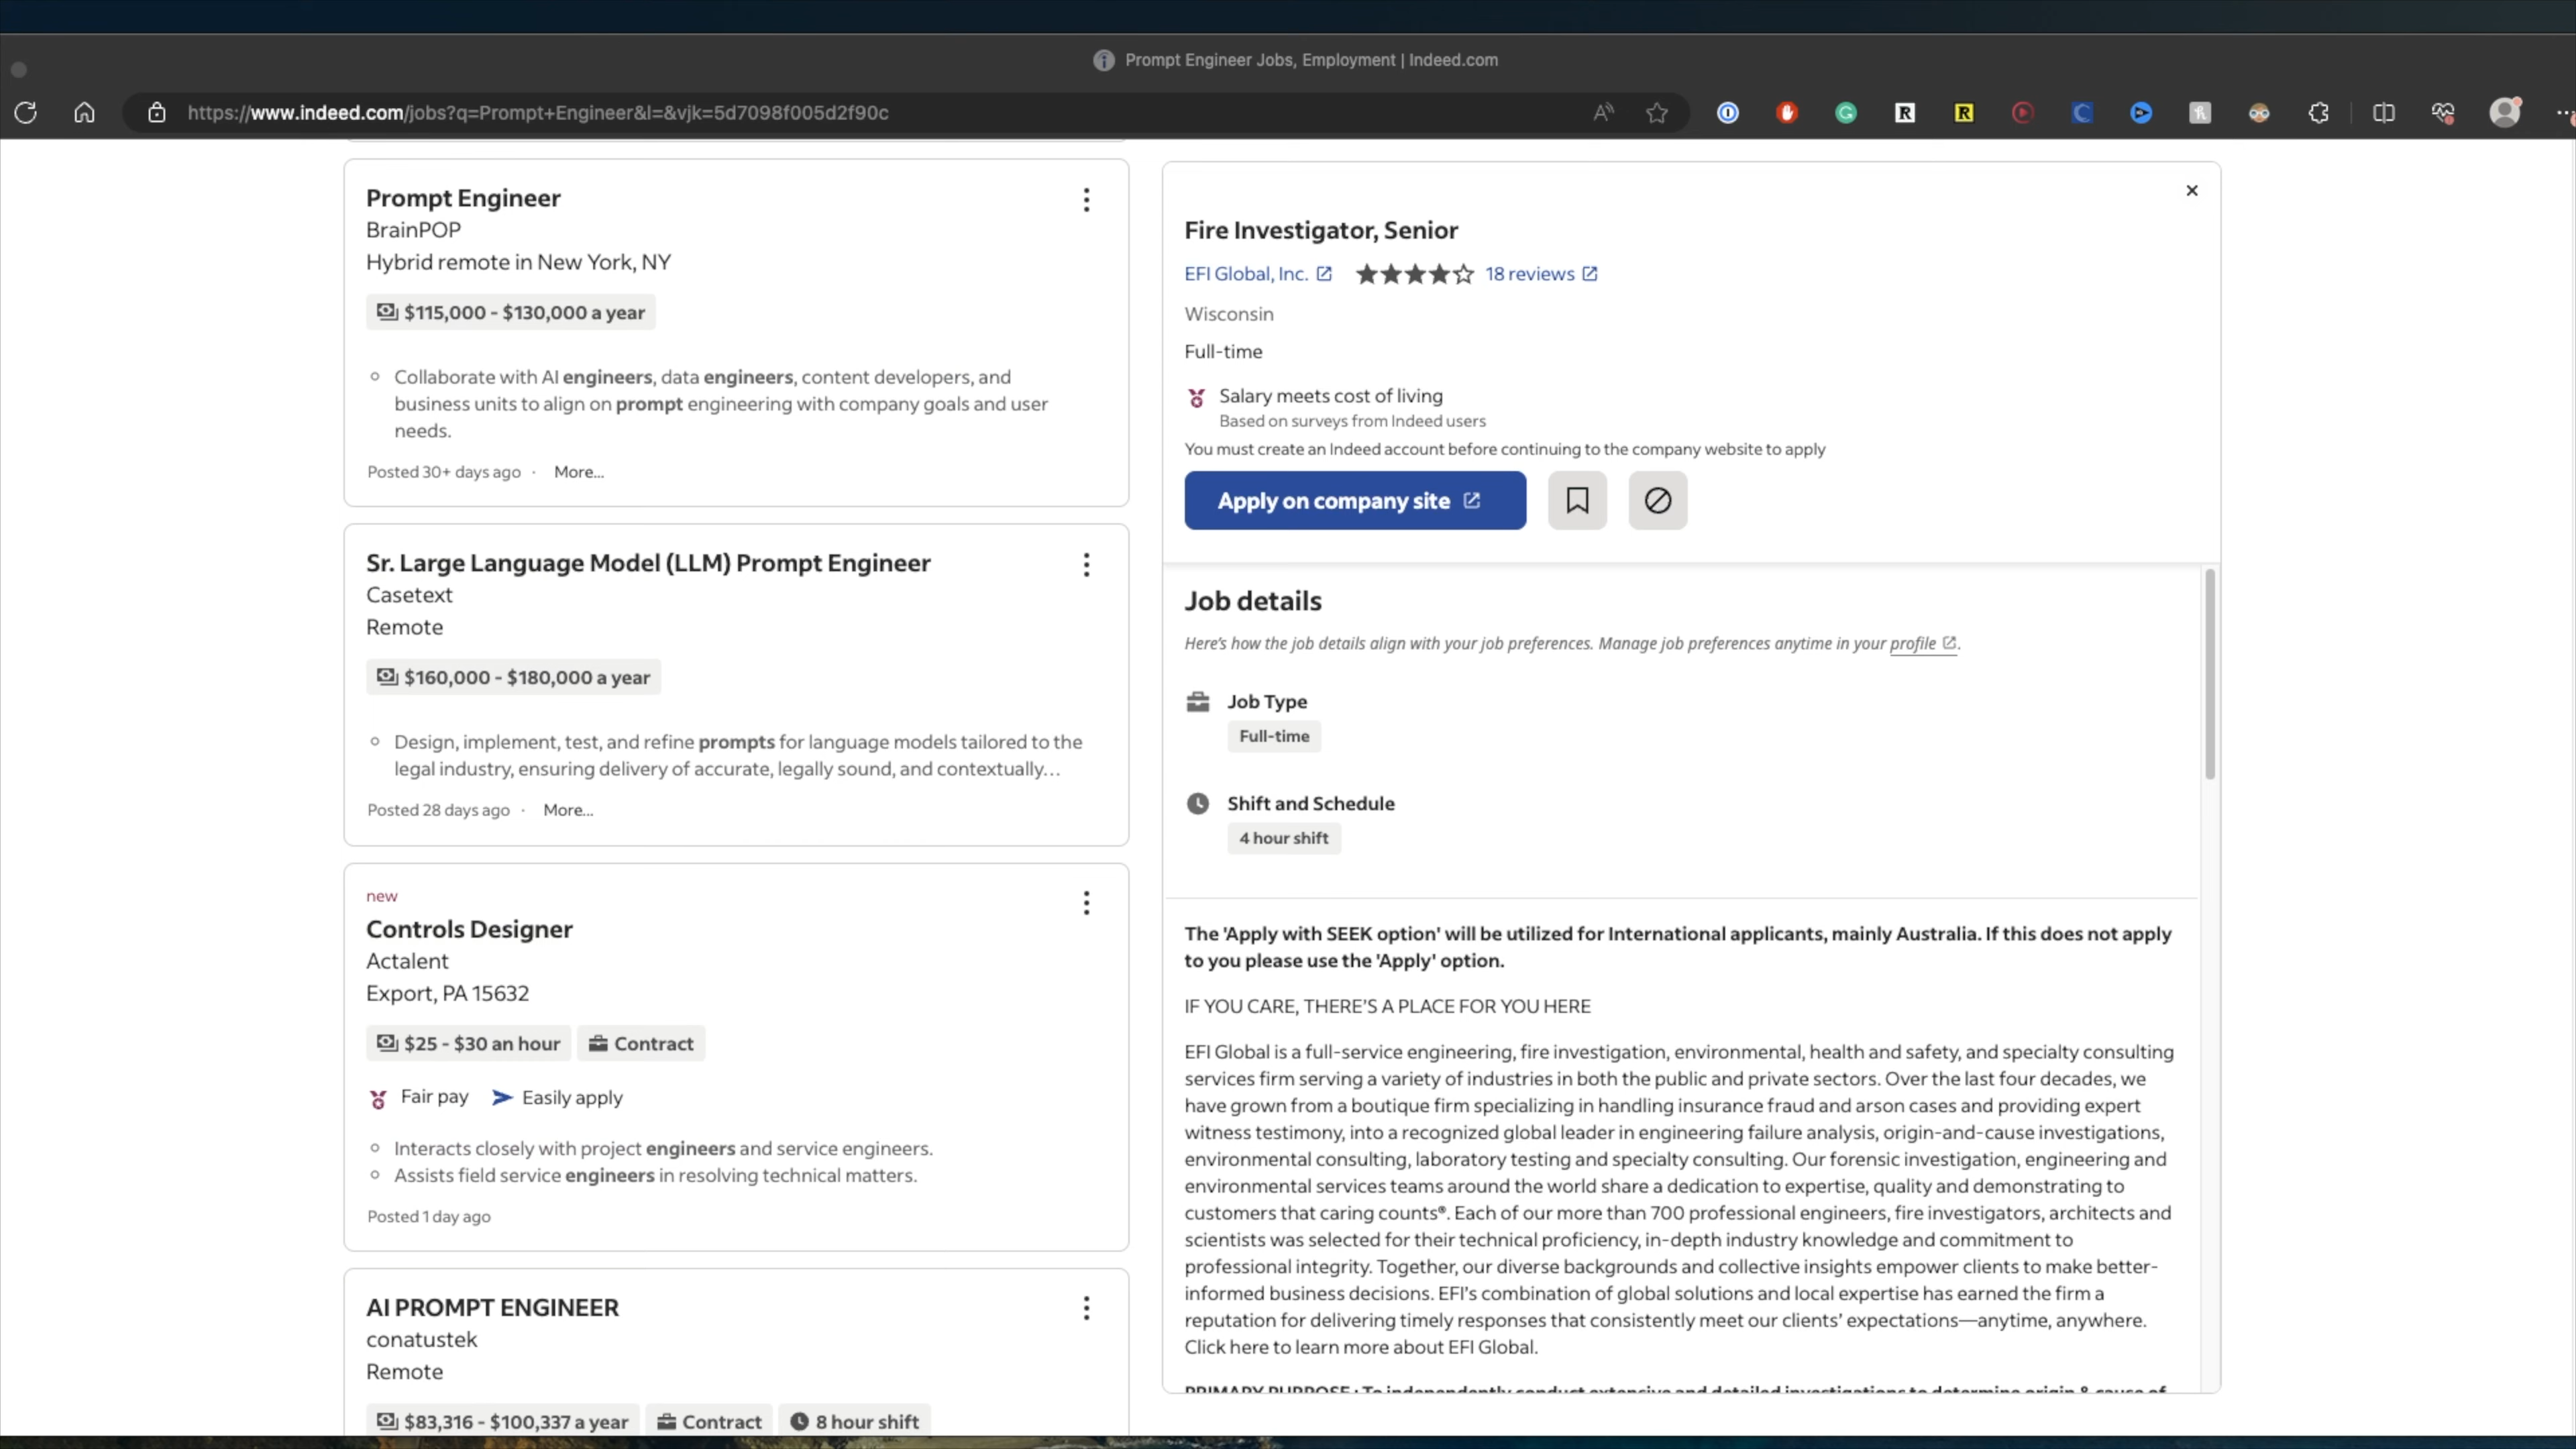 Prompt Engineer Jobs, Employment | Indeed.com
https://www.indeed.com/jobs?q=Prompt+Engineer&l=&vjk=5d7098f005d2f90c
Prompt Engineer
BrainPOP
Hybrid remote in New York, NY
$115,000 - $130,000 a year
Collaborate with AI engineers, data engineers, content developers, and
business units to align on prompt engineering with company goals and user
needs.
Posted 30+ days ago · More...
Sr. Large Language Model (LLM) Prompt Engineer
Casetext
Remote
$160,000 - $180,000 a year
Design, implement, test, and refine prompts for language models tailored to the
legal industry, ensuring delivery of accurate, legally sound, and contextually…
Posted 28 days ago · More...
new
Controls Designer
Actalent
Export, PA 15632
$25 - $30 an hour Contract
Fair pay Easily apply
Interacts closely with project engineers and service engineers.
Assists field service engineers in resolving technical matters.
Posted 1 day ago
AI PROMPT ENGINEER
conatustek
Remote
$83,316 - $100,337 a year Contract 8 hour shift
Fire Investigator, Senior
EFI Global, Inc. 18 reviews
Wisconsin
Full-time
Salary meets cost of living
Based on surveys from Indeed users
You must create an Indeed account before continuing to the company website to apply
Apply on company site
Job details
Here's how the job details align with your job preferences. Manage job preferences anytime in your profile.
Job Type
Full-time
Shift and Schedule
4 hour shift
The 'Apply with SEEK option' will be utilized for International applicants, mainly Australia. If this does not apply
to you please use the 'Apply' option.
IF YOU CARE, THERE'S A PLACE FOR YOU HERE
EFI Global is a full-service engineering, fire investigation, environmental, health and safety, and specialty consulting
services firm serving a variety of industries in both the public and private sectors. Over the last four decades, we
have grown from a boutique firm specializing in handling insurance fraud and arson cases and providing expert
witness testimony, into a recognized global leader in engineering failure analysis, origin-and-cause investigations,
environmental consulting, laboratory testing and specialty consulting. Our forensic investigation, engineering and
environmental services teams around the world share a dedication to expertise, quality and demonstrating to
customers that caring counts®. Each of our more than 700 professional engineers, fire investigators, architects and
scientists was selected for their technical proficiency, in-depth industry knowledge and commitment to
professional integrity. Together, our diverse backgrounds and collective insights empower clients to make better-
informed business decisions. EFI's combination of global solutions and local expertise has earned the firm a
reputation for delivering timely responses that consistently meet our clients' expectations—anytime, anywhere.
Click here to learn more about EFI Global.
PRIMARY PURPOSE : To independently conduct extensive and detailed investigations to determine origin & cause of